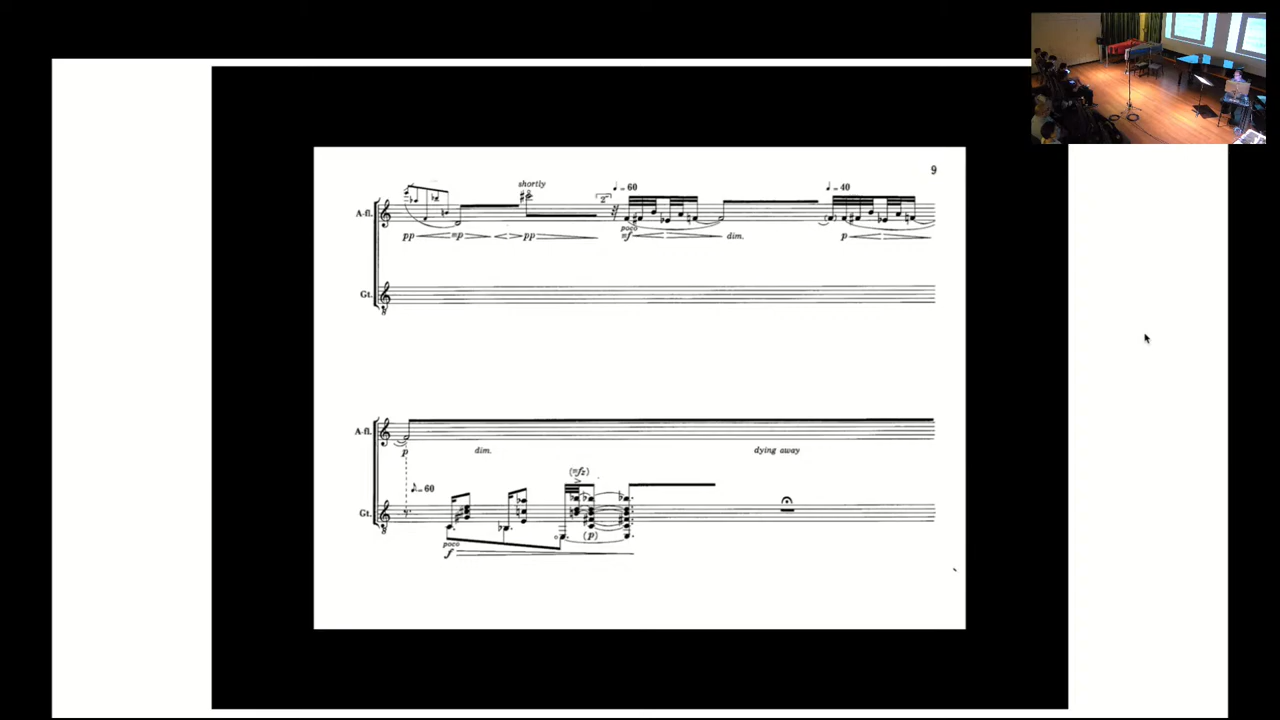 9
shortly
2"
♩ = 60
♩ = 40
A-fl.
pp mp pp poco mf dim. p
Gt.
A-fl.
p dim. dying away
(mfz)
♪ = 60
Gt.
(p)
poco
f